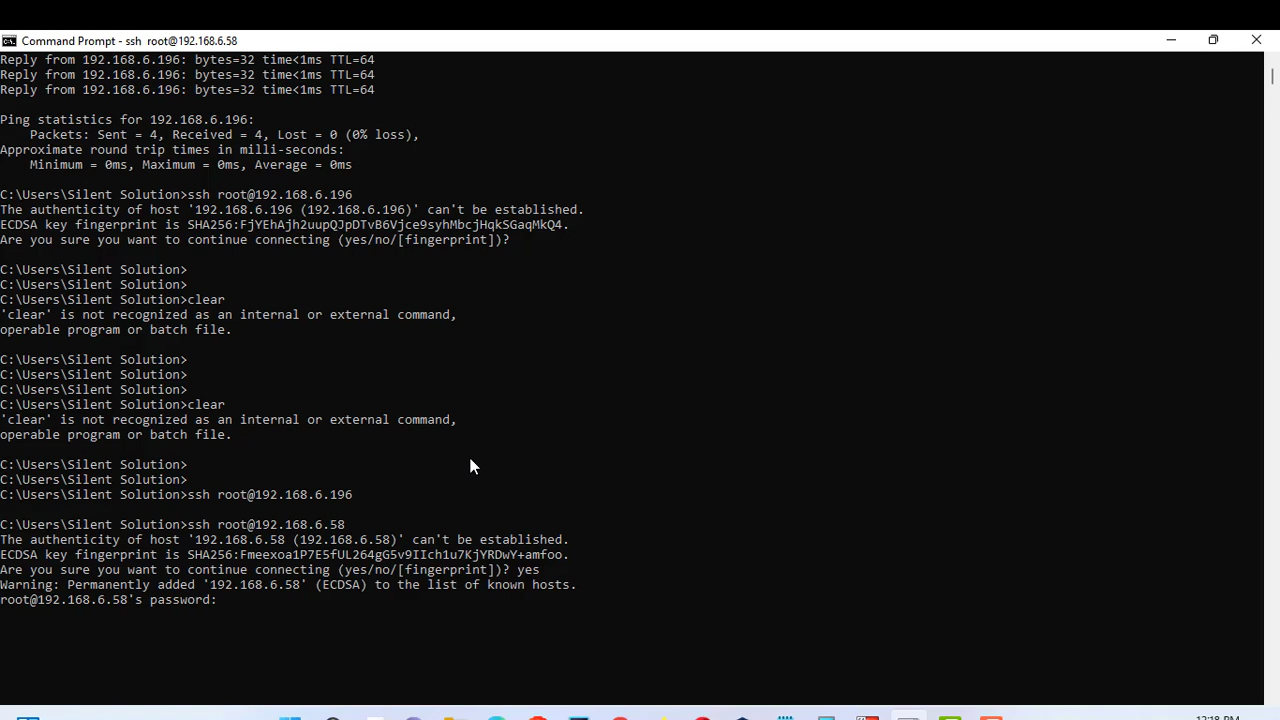 Command Prompt - ssh root@192.168.6.58
Reply from 192.168.6.196: bytes=32 time<1ms TTL=64
Reply from 192.168.6.196: bytes=32 time<1ms TTL=64
Reply from 192.168.6.196: bytes=32 time<1ms TTL=64
Ping statistics for 192.168.6.196:
Packets: Sent = 4, Received = 4, Lost = 0 (0% loss),
Approximate round trip times in milli-seconds:
Minimum = 0ms, Maximum = 0ms, Average = 0ms
C:\Users\Silent Solution>ssh root@192.168.6.196
The authenticity of host '192.168.6.196 (192.168.6.196)' can't be established.
ECDSA key fingerprint is SHA256:FjYEhAjh2uupQJpDTvB6Vjce9syhMbcjHqkSGaqMkQ4.
Are you sure you want to continue connecting (yes/no/[fingerprint])?
C:\Users\Silent Solution>
C:\Users\Silent Solution>
C:\Users\Silent Solution>clear
'clear' is not recognized as an internal or external command,
operable program or batch file.
C:\Users\Silent Solution>
C:\Users\Silent Solution>
C:\Users\Silent Solution>
C:\Users\Silent Solution>clear
'clear' is not recognized as an internal or external command,
operable program or batch file.
C:\Users\Silent Solution>
C:\Users\Silent Solution>
C:\Users\Silent Solution>ssh root@192.168.6.196
C:\Users\Silent Solution>ssh root@192.168.6.58
The authenticity of host '192.168.6.58 (192.168.6.58)' can't be established.
ECDSA key fingerprint is SHA256:Fmeexoa1P7E5fUL264gG5v9IIch1u7KjYRDwY+amfoo.
Are you sure you want to continue connecting (yes/no/[fingerprint])? yes
Warning: Permanently added '192.168.6.58' (ECDSA) to the list of known hosts.
root@192.168.6.58's password:
12:18 PM